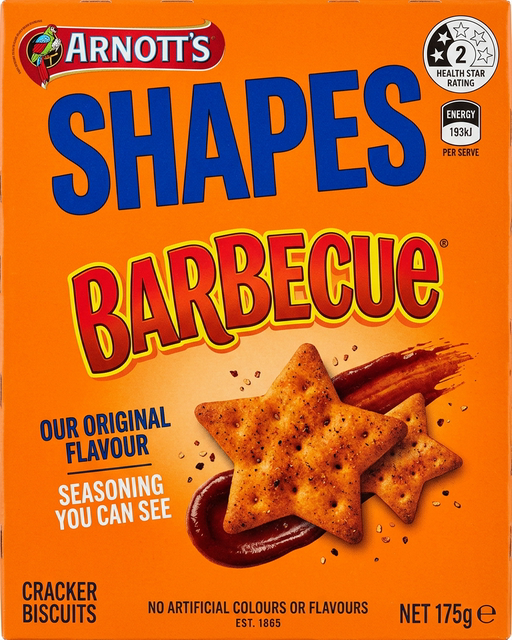 ARNOTT'S
SHAPES
2
HEALTH STAR
RATING
ENERGY
193kJ
PER SERVE
BARBECUE®
OUR ORIGINAL
FLAVOUR
SEASONING
YOU CAN SEE
CRACKER
BISCUITS
NO ARTIFICIAL COLOURS OR FLAVOURS
EST. 1865
NET 175g e